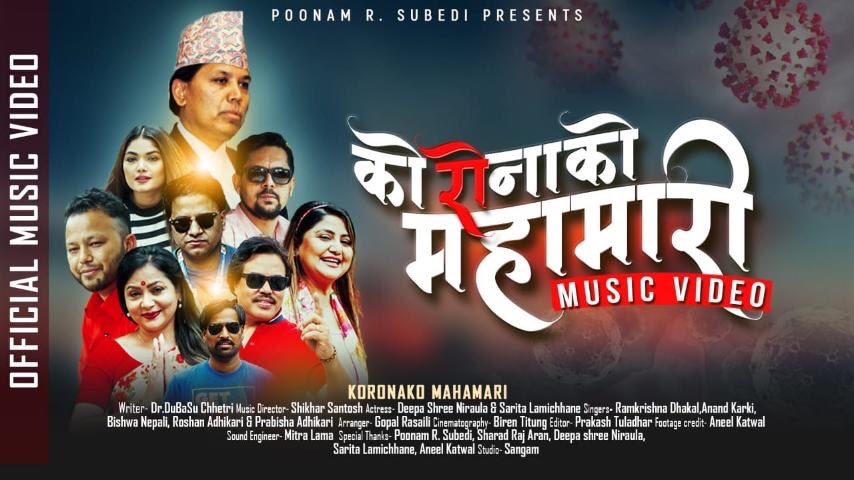 POONAM R. SUBEDI PRESENTS
OFFICIAL MUSIC VIDEO
कोरोनाको
महामारी
MUSIC VIDEO
GET
KORONAKO MAHAMARI
Writer- Dr.DuBaSu Chhetri Music Director- Shikhar Santosh Actress- Deepa Shree Niraula & Sarita Lamichhane Singers- Ramkrishna Dhakal,Anand Karki,
Bishwa Nepali, Roshan Adhikari & Prabisha Adhikari Arranger- Gopal Rasaili Cinematography- Biren Titung Editor- Prakash Tuladhar Footage credit- Aneel Katwal
Sound Engineer- Mitra Lama Special Thanks- Poonam R. Subedi, Sharad Raj Aran, Deepa shree Niraula,
Sarita Lamichhane, Aneel Katwal Studio- Sangam